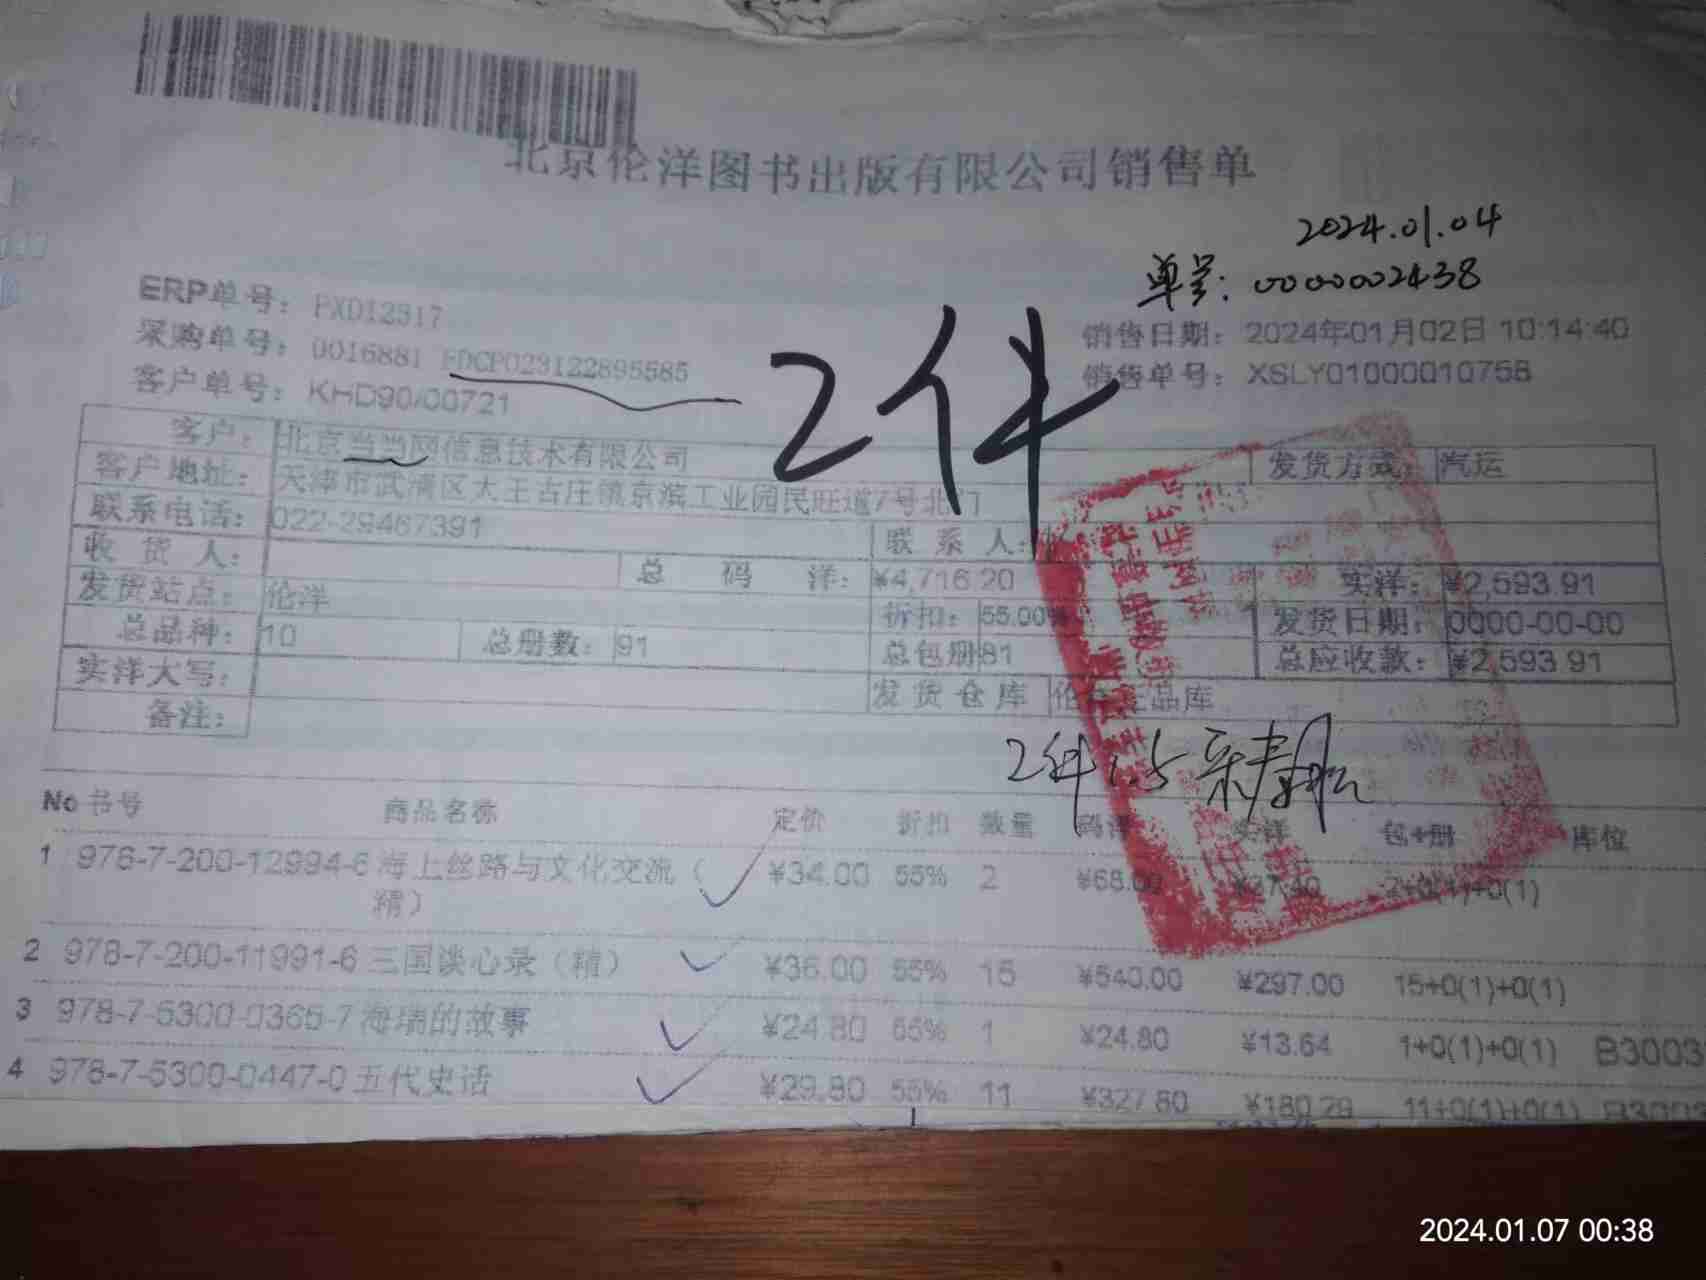 北京伦洋图书出版有限公司销售单
2024.01.04
单号: 0000002438
ERP单号: PXD12317
采购单号: 0016881 FDCP023122895585
客户单号: KHD90/00721
2件
销售日期: 2024年01月02日 10:14:40
销售单号: XSLY01000010758
客户: 北京当当网信息技术有限公司 发货方式: 汽运
客户地址: 天津市武清区大王古庄镇京滨工业园民旺道7号北门
联系电话: 022-29467391 联系人:
收货人: 总码洋: ¥4,716.20 实洋: ¥2,593.91
发货站点: 伦洋 折扣: 55.00% 发货日期: 0000-00-00
总品种: 10 总册数: 91 总包册 81 总应收款: ¥2,593.91
实洋大写: 发货仓库
备注:
2件 1.5
No 书号 商品名称 定价 折扣 数量 码洋 实洋 包+册 库位
1 978-7-200-12994-6 海上丝路与文化交流（ ¥34.00 55% 2 ¥68.00 ¥37.40 2+0(1)+0(1)
精）
2 978-7-200-11991-6 三国谈心录（精） ¥36.00 55% 15 ¥540.00 ¥297.00 15+0(1)+0(1)
3 978-7-5300-0365-7 海瑞的故事 ¥24.80 55% 1 ¥24.80 ¥13.64 1+0(1)+0(1) B3003
4 978-7-5300-0447-0 五代史话 ¥29.80 55% 11 ¥327.80 ¥180.29 11+0(1)+0(1)
2024.01.07 00:38